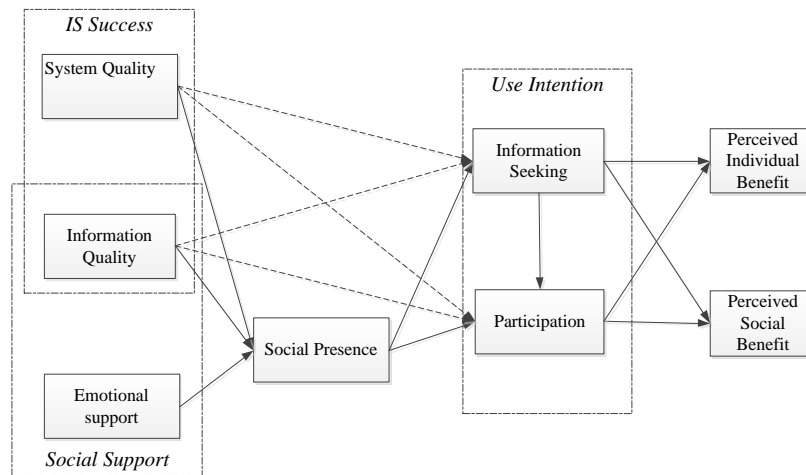 IS Success
System Quality
Use Intention
Information
Seeking
Perceived
Individual
Benefit
Information
Quality
Social Presence
Participation
Perceived
Social
Benefit
Emotional
support
Social Support